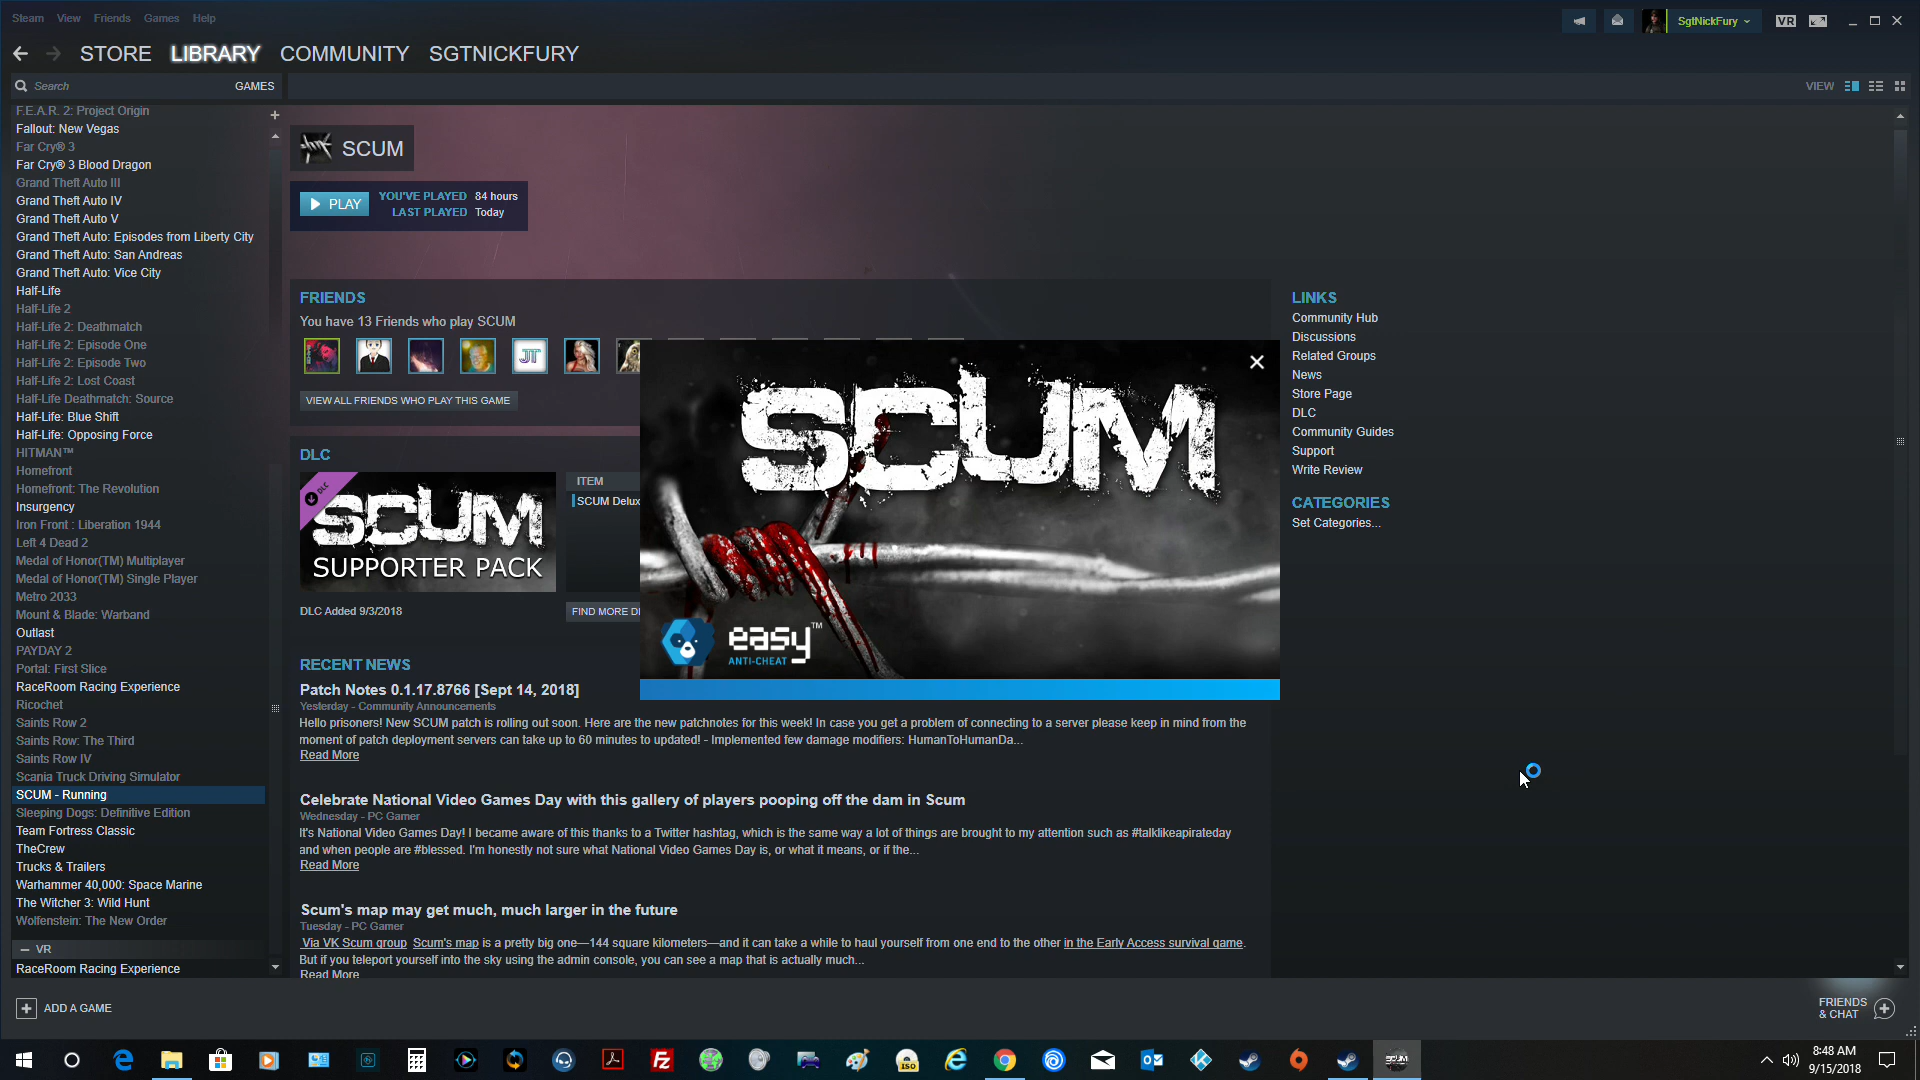 Steam View Friends Games Help
SgtNickFury
VR
STORE LIBRARY COMMUNITY SGTNICKFURY
Search GAMES
VIEW
F.E.A.R. 2: Project Origin
Fallout: New Vegas
Far Cry® 3
Far Cry® 3 Blood Dragon
Grand Theft Auto III
Grand Theft Auto IV
Grand Theft Auto V
Grand Theft Auto: Episodes from Liberty City
Grand Theft Auto: San Andreas
Grand Theft Auto: Vice City
Half-Life
Half-Life 2
Half-Life 2: Deathmatch
Half-Life 2: Episode One
Half-Life 2: Episode Two
Half-Life 2: Lost Coast
Half-Life Deathmatch: Source
Half-Life: Blue Shift
Half-Life: Opposing Force
HITMAN™
Homefront
Homefront: The Revolution
Insurgency
Iron Front : Liberation 1944
Left 4 Dead 2
Medal of Honor(TM) Multiplayer
Medal of Honor(TM) Single Player
Metro 2033
Mount & Blade: Warband
Outlast
PAYDAY 2
Portal: First Slice
RaceRoom Racing Experience
Ricochet
Saints Row 2
Saints Row: The Third
Saints Row IV
Scania Truck Driving Simulator
SCUM - Running
Sleeping Dogs: Definitive Edition
Team Fortress Classic
TheCrew
Trucks & Trailers
Warhammer 40,000: Space Marine
The Witcher 3: Wild Hunt
Wolfenstein: The New Order
VR
RaceRoom Racing Experience
SCUM
PLAY
YOU'VE PLAYED 84 hours
LAST PLAYED Today
FRIENDS
You have 13 Friends who play SCUM
JT
VIEW ALL FRIENDS WHO PLAY THIS GAME
DLC
DLC
SCUM
SUPPORTER PACK
DLC Added 9/3/2018
ITEM
SCUM Delux
FIND MORE D
SCUM
easy™
ANTI-CHEAT
RECENT NEWS
Patch Notes 0.1.17.8766 [Sept 14, 2018]
Yesterday - Community Announcements
Hello prisoners! New SCUM patch is rolling out soon. Here are the new patchnotes for this week! In case you get a problem of connecting to a server please keep in mind from the
moment of patch deployment servers can take up to 60 minutes to updated! - Implemented few damage modifiers: HumanToHumanDa...
Read More
Celebrate National Video Games Day with this gallery of players pooping off the dam in Scum
Wednesday - PC Gamer
It's National Video Games Day! I became aware of this thanks to a Twitter hashtag, which is the same way a lot of things are brought to my attention such as #talklikeapirateday
and when people are #blessed. I'm honestly not sure what National Video Games Day is, or what it means, or if the...
Read More
Scum's map may get much, much larger in the future
Tuesday - PC Gamer
Via VK Scum group Scum's map is a pretty big one—144 square kilometers—and it can take a while to haul yourself from one end to the other in the Early Access survival game.
But if you teleport yourself into the sky using the admin console, you can see a map that is actually much...
Read More
LINKS
Community Hub
Discussions
Related Groups
News
Store Page
DLC
Community Guides
Support
Write Review
CATEGORIES
Set Categories...
ADD A GAME
FRIENDS
& CHAT
ISO
8:48 AM
9/15/2018